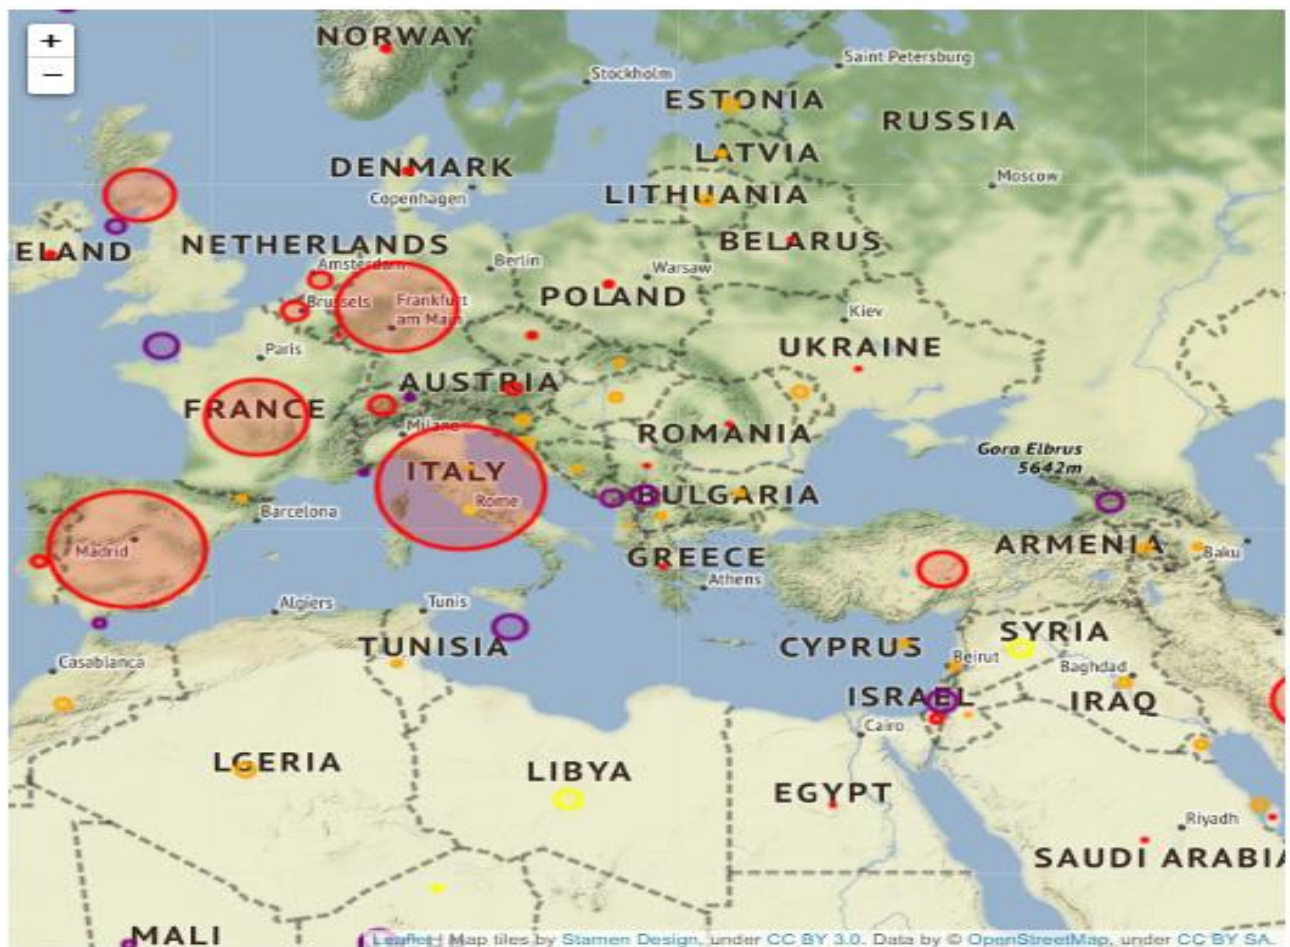 +
−
NORWAY
Stockholm
Saint Petersburg
ESTONIA
RUSSIA
LATVIA
DENMARK
Moscow
LITHUANIA
Copenhagen
BELARUS
ELAND
NETHERLANDS
Amsterdam
Berlin
Warsaw
Brussels
Frankfurt
am Main
POLAND
Kiev
Paris
UKRAINE
AUSTRIA
FRANCE
Milano
ROMANIA
Gora Elbrus
5642m
ITALY
Rome
BULGARIA
Barcelona
Madrid
GREECE
ARMENIA
Baku
Athens
Algiers
Tunis
TUNISIA
CYPRUS
SYRIA
Casablanca
Beirut
Baghdad
ISRAEL
IRAQ
Cairo
LGERIA
LIBYA
EGYPT
Riyadh
SAUDI ARABIA
MALI
Leaflet | Map tiles by Stamen Design, under CC BY 3.0. Data by © OpenStreetMap, under CC BY SA.